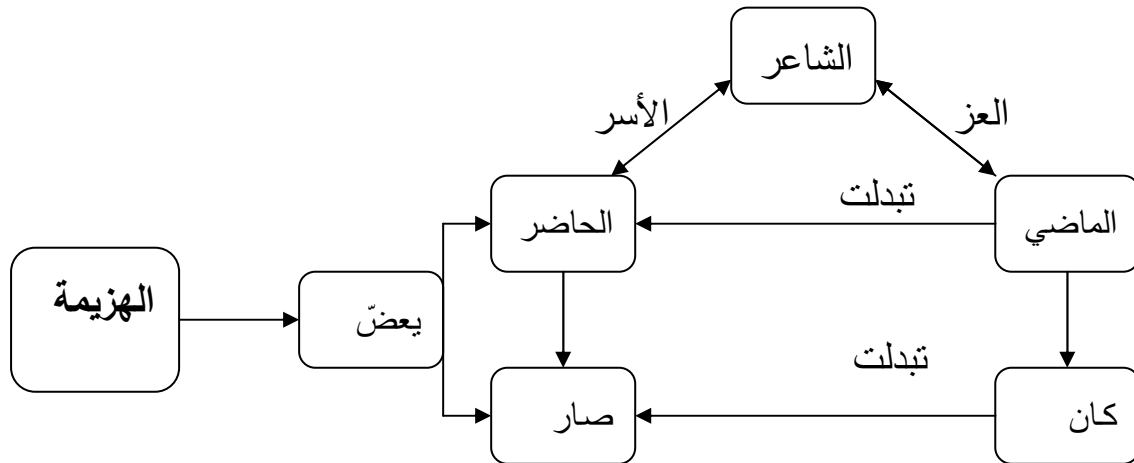 الشاعر
العز
الأسر
تبدلت
الماضي
الحاضر
الهزيمة
يعضّ
تبدلت
كان
صار